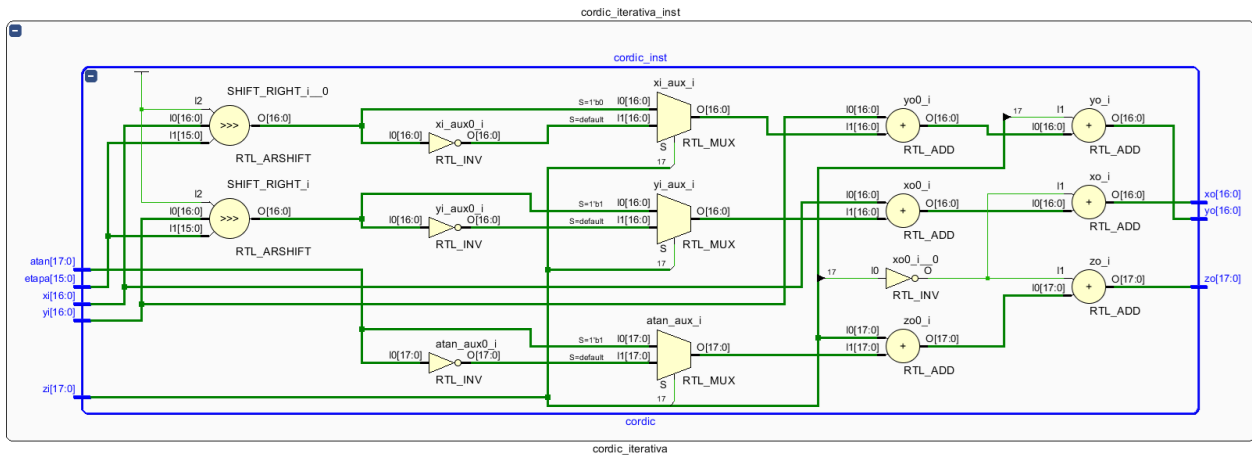 cordic_iterativa_inst
cordic_inst
SHIFT_RIGHT_i__0
I2
I0[16:0]
I1[15:0]
>>>
O[16:0]
RTL_ARSHIFT
xi_aux0_i
I0[16:0]
O[16:0]
RTL_INV
xi_aux_i
S=1'b0
I0[16:0]
S=default
I1[16:0]
O[16:0]
S
17
RTL_MUX
yo0_i
I0[16:0]
I1[16:0]
+
O[16:0]
RTL_ADD
yo_i
17
I1
I0[16:0]
+
O[16:0]
RTL_ADD
SHIFT_RIGHT_i
I2
I0[16:0]
I1[15:0]
>>>
O[16:0]
RTL_ARSHIFT
yi_aux0_i
I0[16:0]
O[16:0]
RTL_INV
yi_aux_i
S=1'b1
I0[16:0]
S=default
I1[16:0]
O[16:0]
S
17
RTL_MUX
xo0_i
I0[16:0]
I1[16:0]
+
O[16:0]
RTL_ADD
xo_i
I1
I0[16:0]
+
O[16:0]
RTL_ADD
xo[16:0]
yo[16:0]
atan[17:0]
etapa[15:0]
xi[16:0]
yi[16:0]
zi[17:0]
xo0_i__0
17
I0
O
RTL_INV
zo_i
I1
I0[17:0]
+
O[17:0]
RTL_ADD
zo[17:0]
atan_aux0_i
I0[17:0]
O[17:0]
RTL_INV
atan_aux_i
S=1'b1
I0[17:0]
S=default
I1[17:0]
O[17:0]
S
17
RTL_MUX
zo0_i
I0[17:0]
I1[17:0]
+
O[17:0]
RTL_ADD
cordic
cordic_iterativa